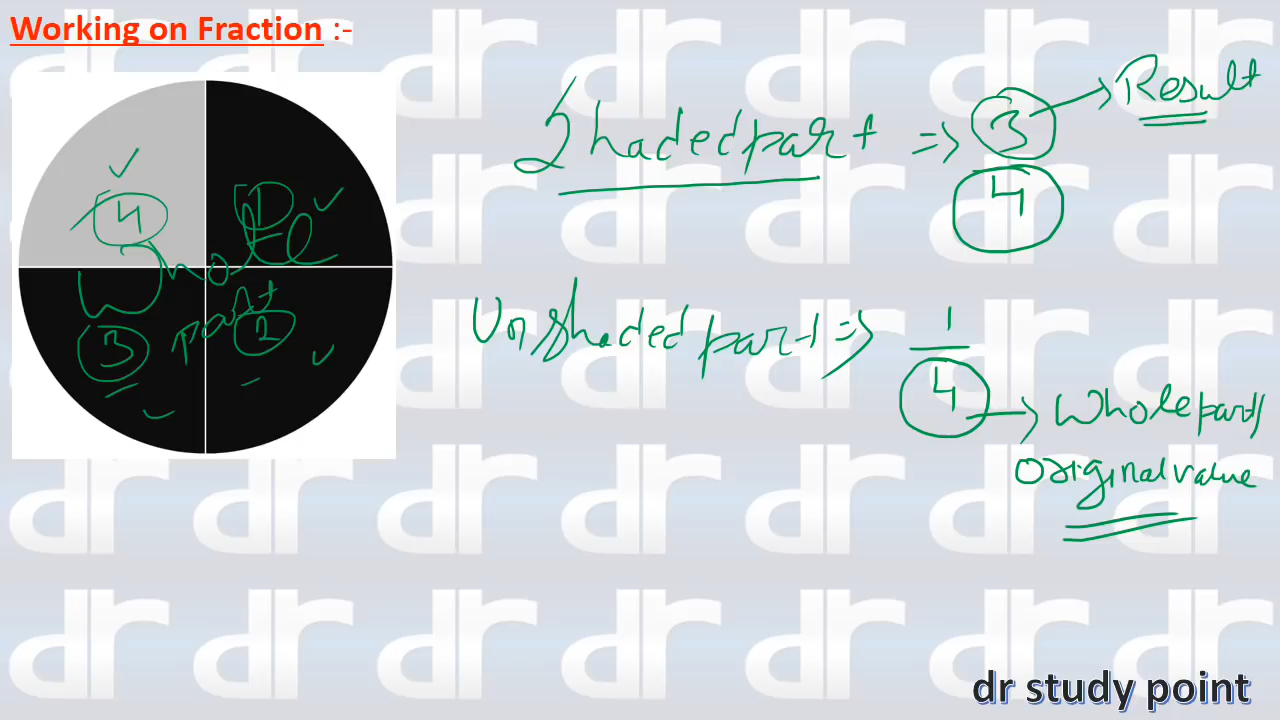 Working on Fraction :-
4
1
Whole
part
3
2
Shaded part => 3/4
Result
Unshaded part => 1/4
Whole part/
original value
dr study point